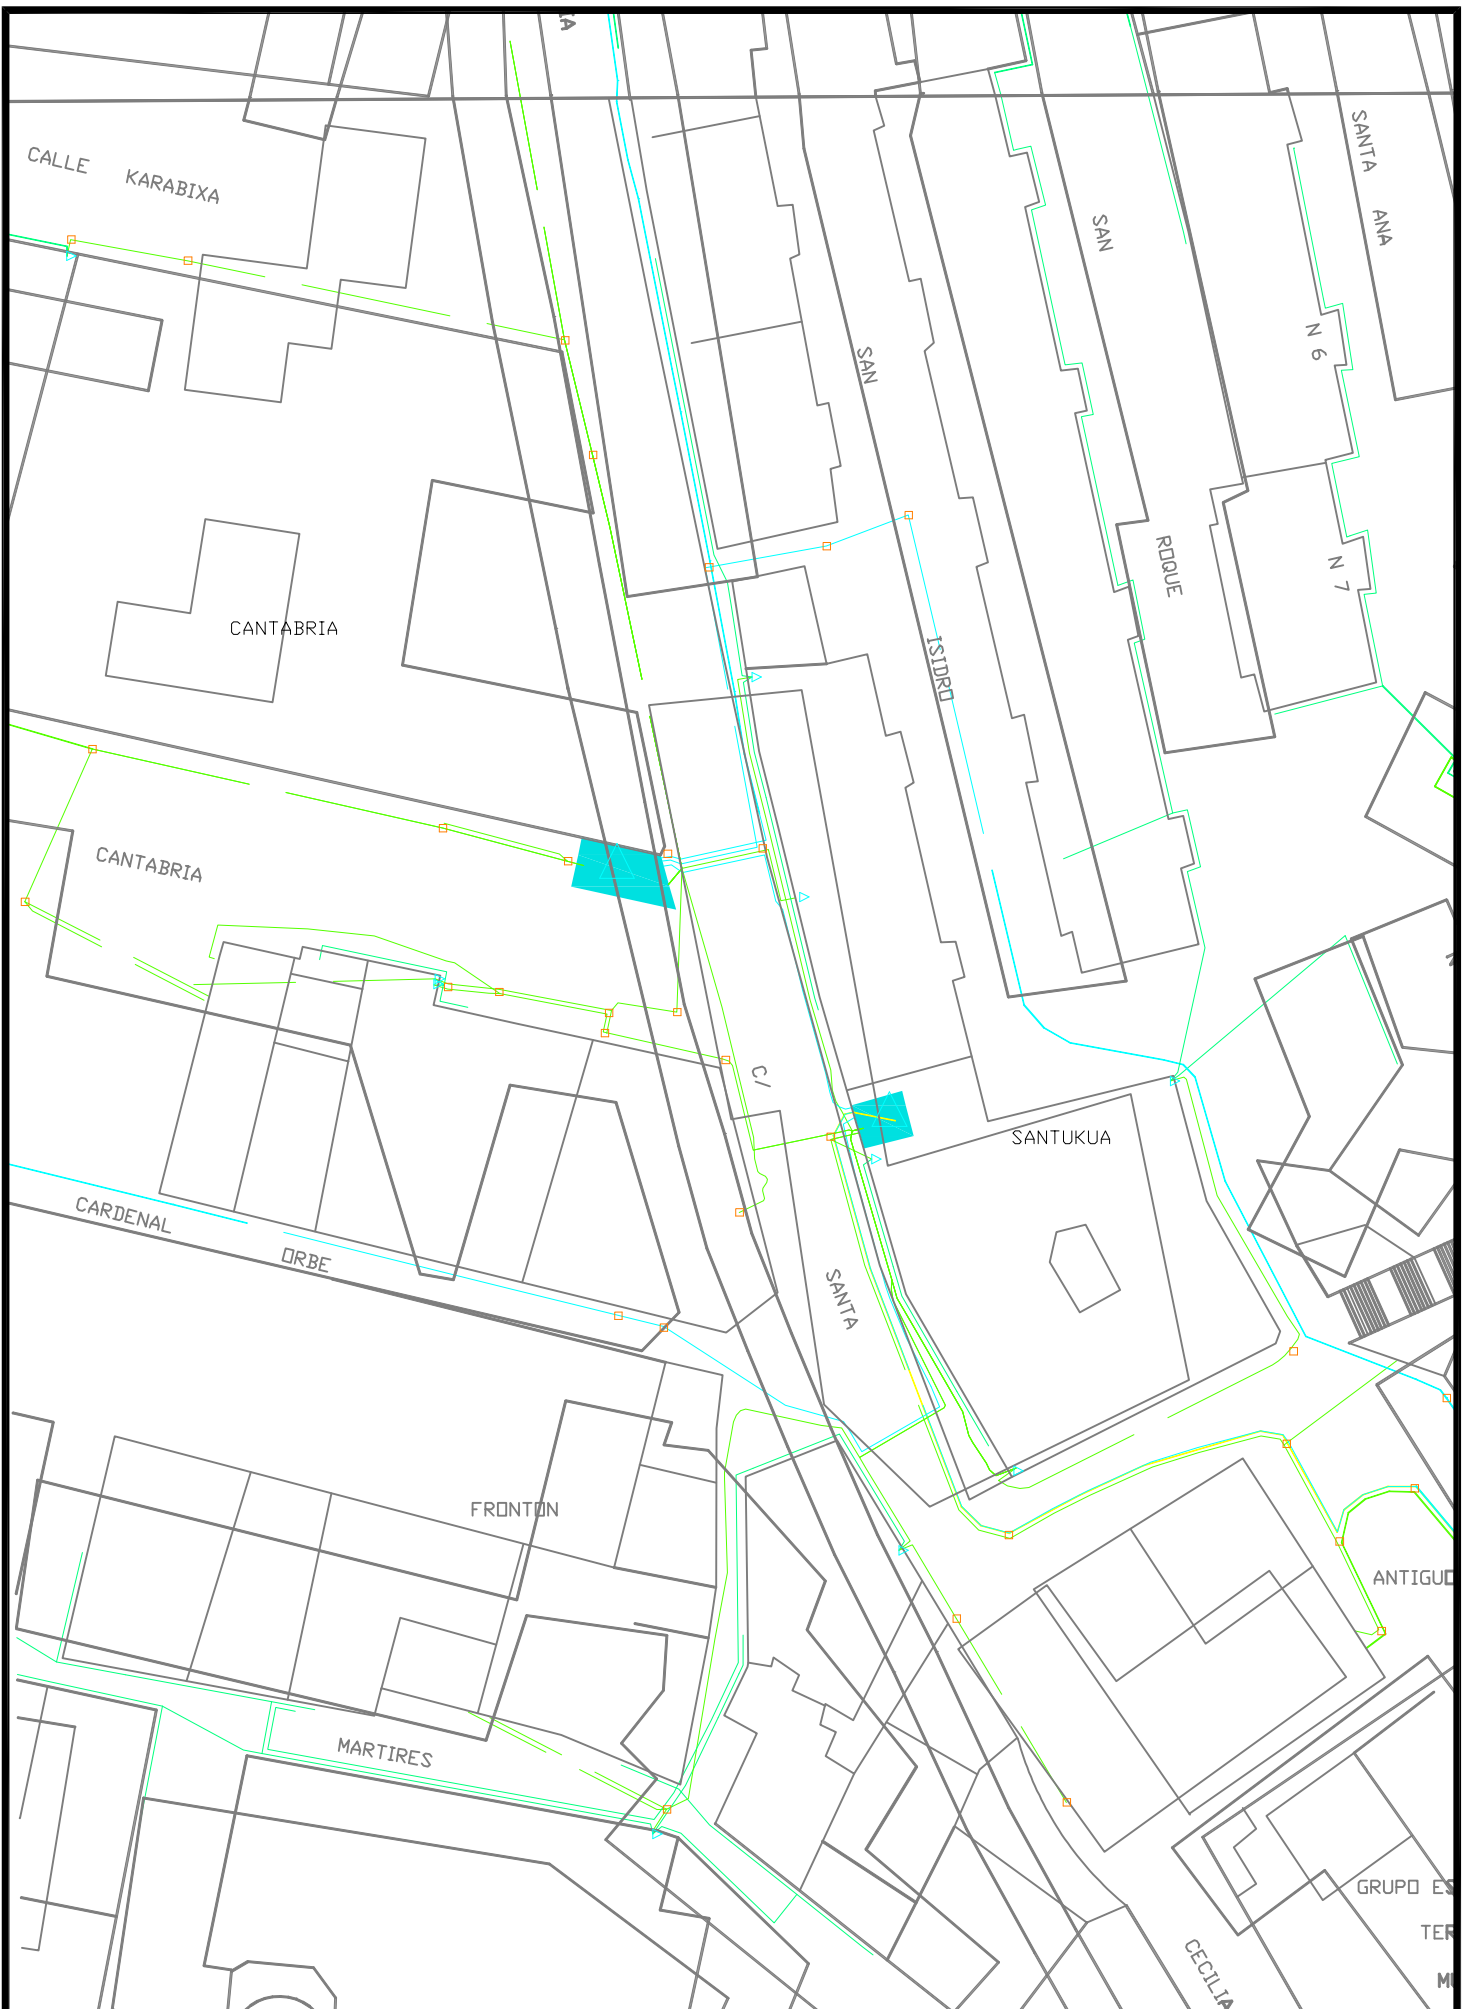 IA
CALLE KARABIXA
SANTA ANA
SAN
N 6
SAN
ROQUE
N 7
CANTABRIA
ISIDRO
CANTABRIA
C/
SANTUKUA
CARDENAL
ORBE
SANTA
FRONTON
ANTIGUO
MARTIRES
GRUPO ES
TER
CECILIA